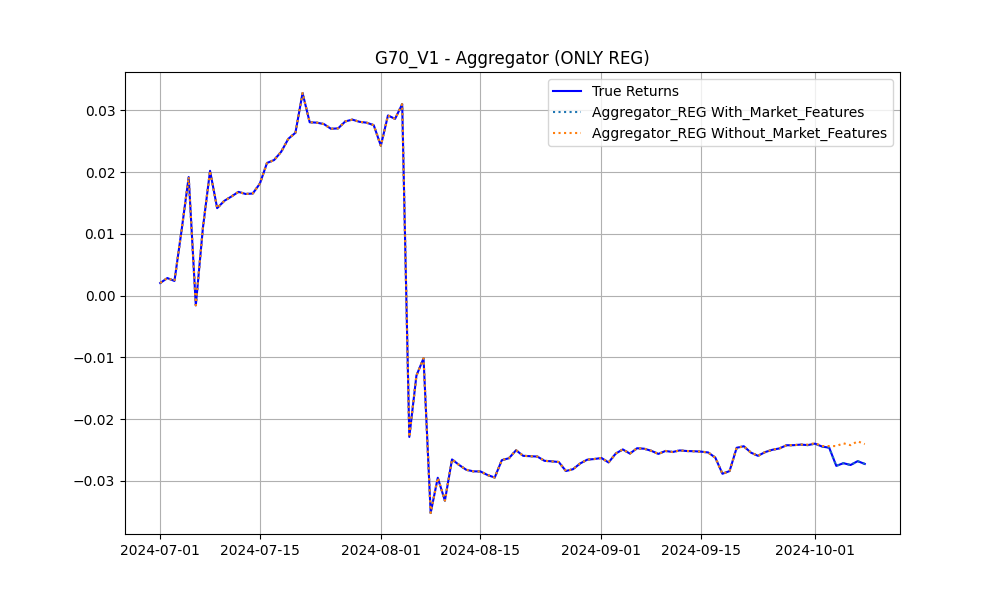 G70_V1 - Aggregator (ONLY REG)
True Returns
Aggregator_REG With_Market_Features
Aggregator_REG Without_Market_Features
0.03
0.02
0.01
0.00
−0.01
−0.02
−0.03
2024-07-01 2024-07-15 2024-08-01 2024-08-15 2024-09-01 2024-09-15 2024-10-01